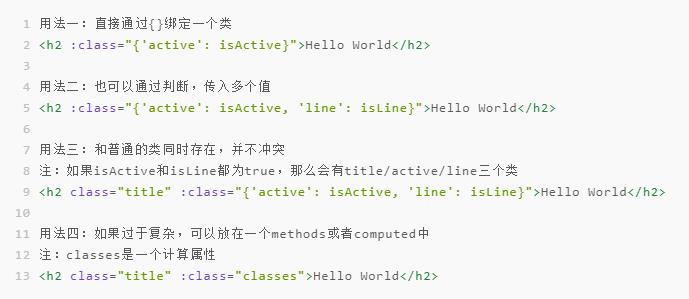 1 用法一：直接通过{}绑定一个类
2 <h2 :class="{'active': isActive}">Hello World</h2>
3
4 用法二：也可以通过判断，传入多个值
5 <h2 :class="{'active': isActive, 'line': isLine}">Hello World</h2>
6
7 用法三：和普通的类同时存在，并不冲突
8 注：如果isActive和isLine都为true，那么会有title/active/line三个类
9 <h2 class="title" :class="{'active': isActive, 'line': isLine}">Hello World</h2>
10
11 用法四：如果过于复杂，可以放在一个methods或者computed中
12 注：classes是一个计算属性
13 <h2 class="title" :class="classes">Hello World</h2>